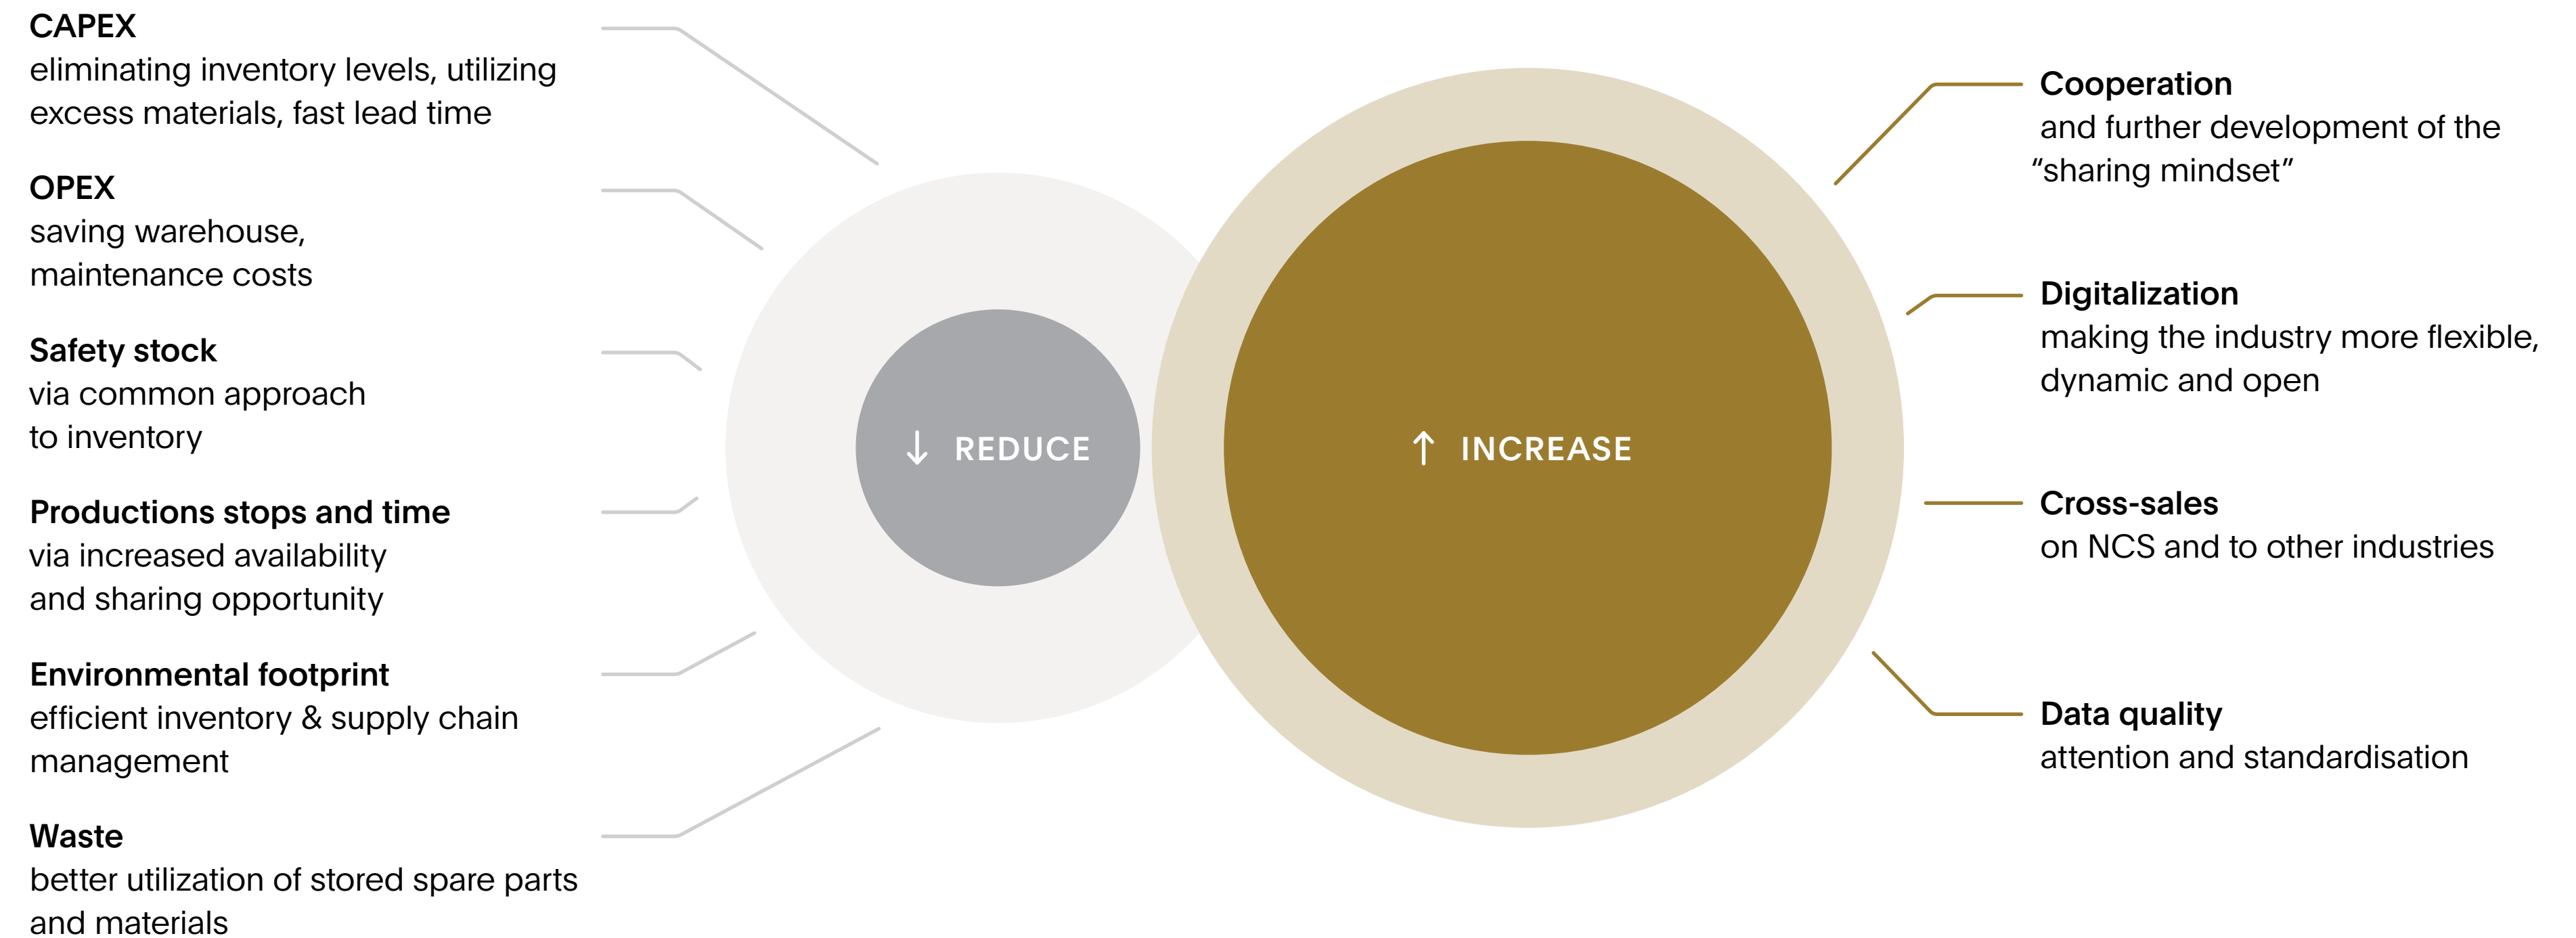 CAPEX
eliminating inventory levels, utilizing
excess materials, fast lead time
OPEX
saving warehouse,
maintenance costs
Safety stock
via common approach
to inventory
Productions stops and time
via increased availability
and sharing opportunity
Environmental footprint
efficient inventory & supply chain
management
Waste
better utilization of stored spare parts
and materials
↓ REDUCE
↑ INCREASE
Cooperation
and further development of the
“sharing mindset”
Digitalization
making the industry more flexible,
dynamic and open
Cross-sales
on NCS and to other industries
Data quality
attention and standardisation